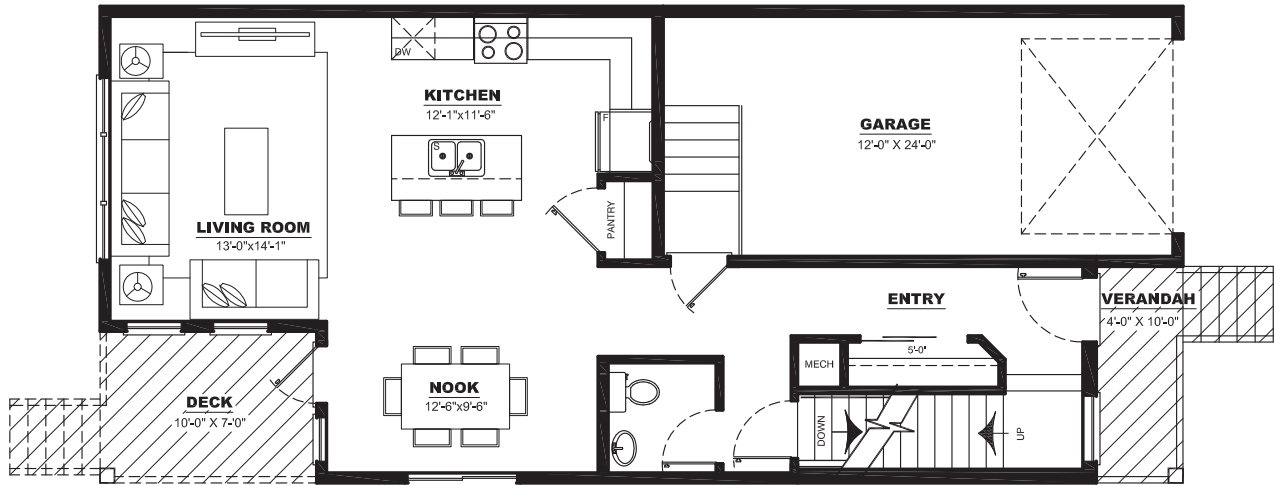 DW
KITCHEN
12'-1"x11'-6"
F
S
GARAGE
12'-0" X 24'-0"
PANTRY
LIVING ROOM
13'-0"x14'-1"
ENTRY
VERANDAH
4'-0" X 10'-0"
5'-0"
MECH
NOOK
12'-6"x9'-6"
DECK
10'-0" X 7'-0"
DOWN
UP